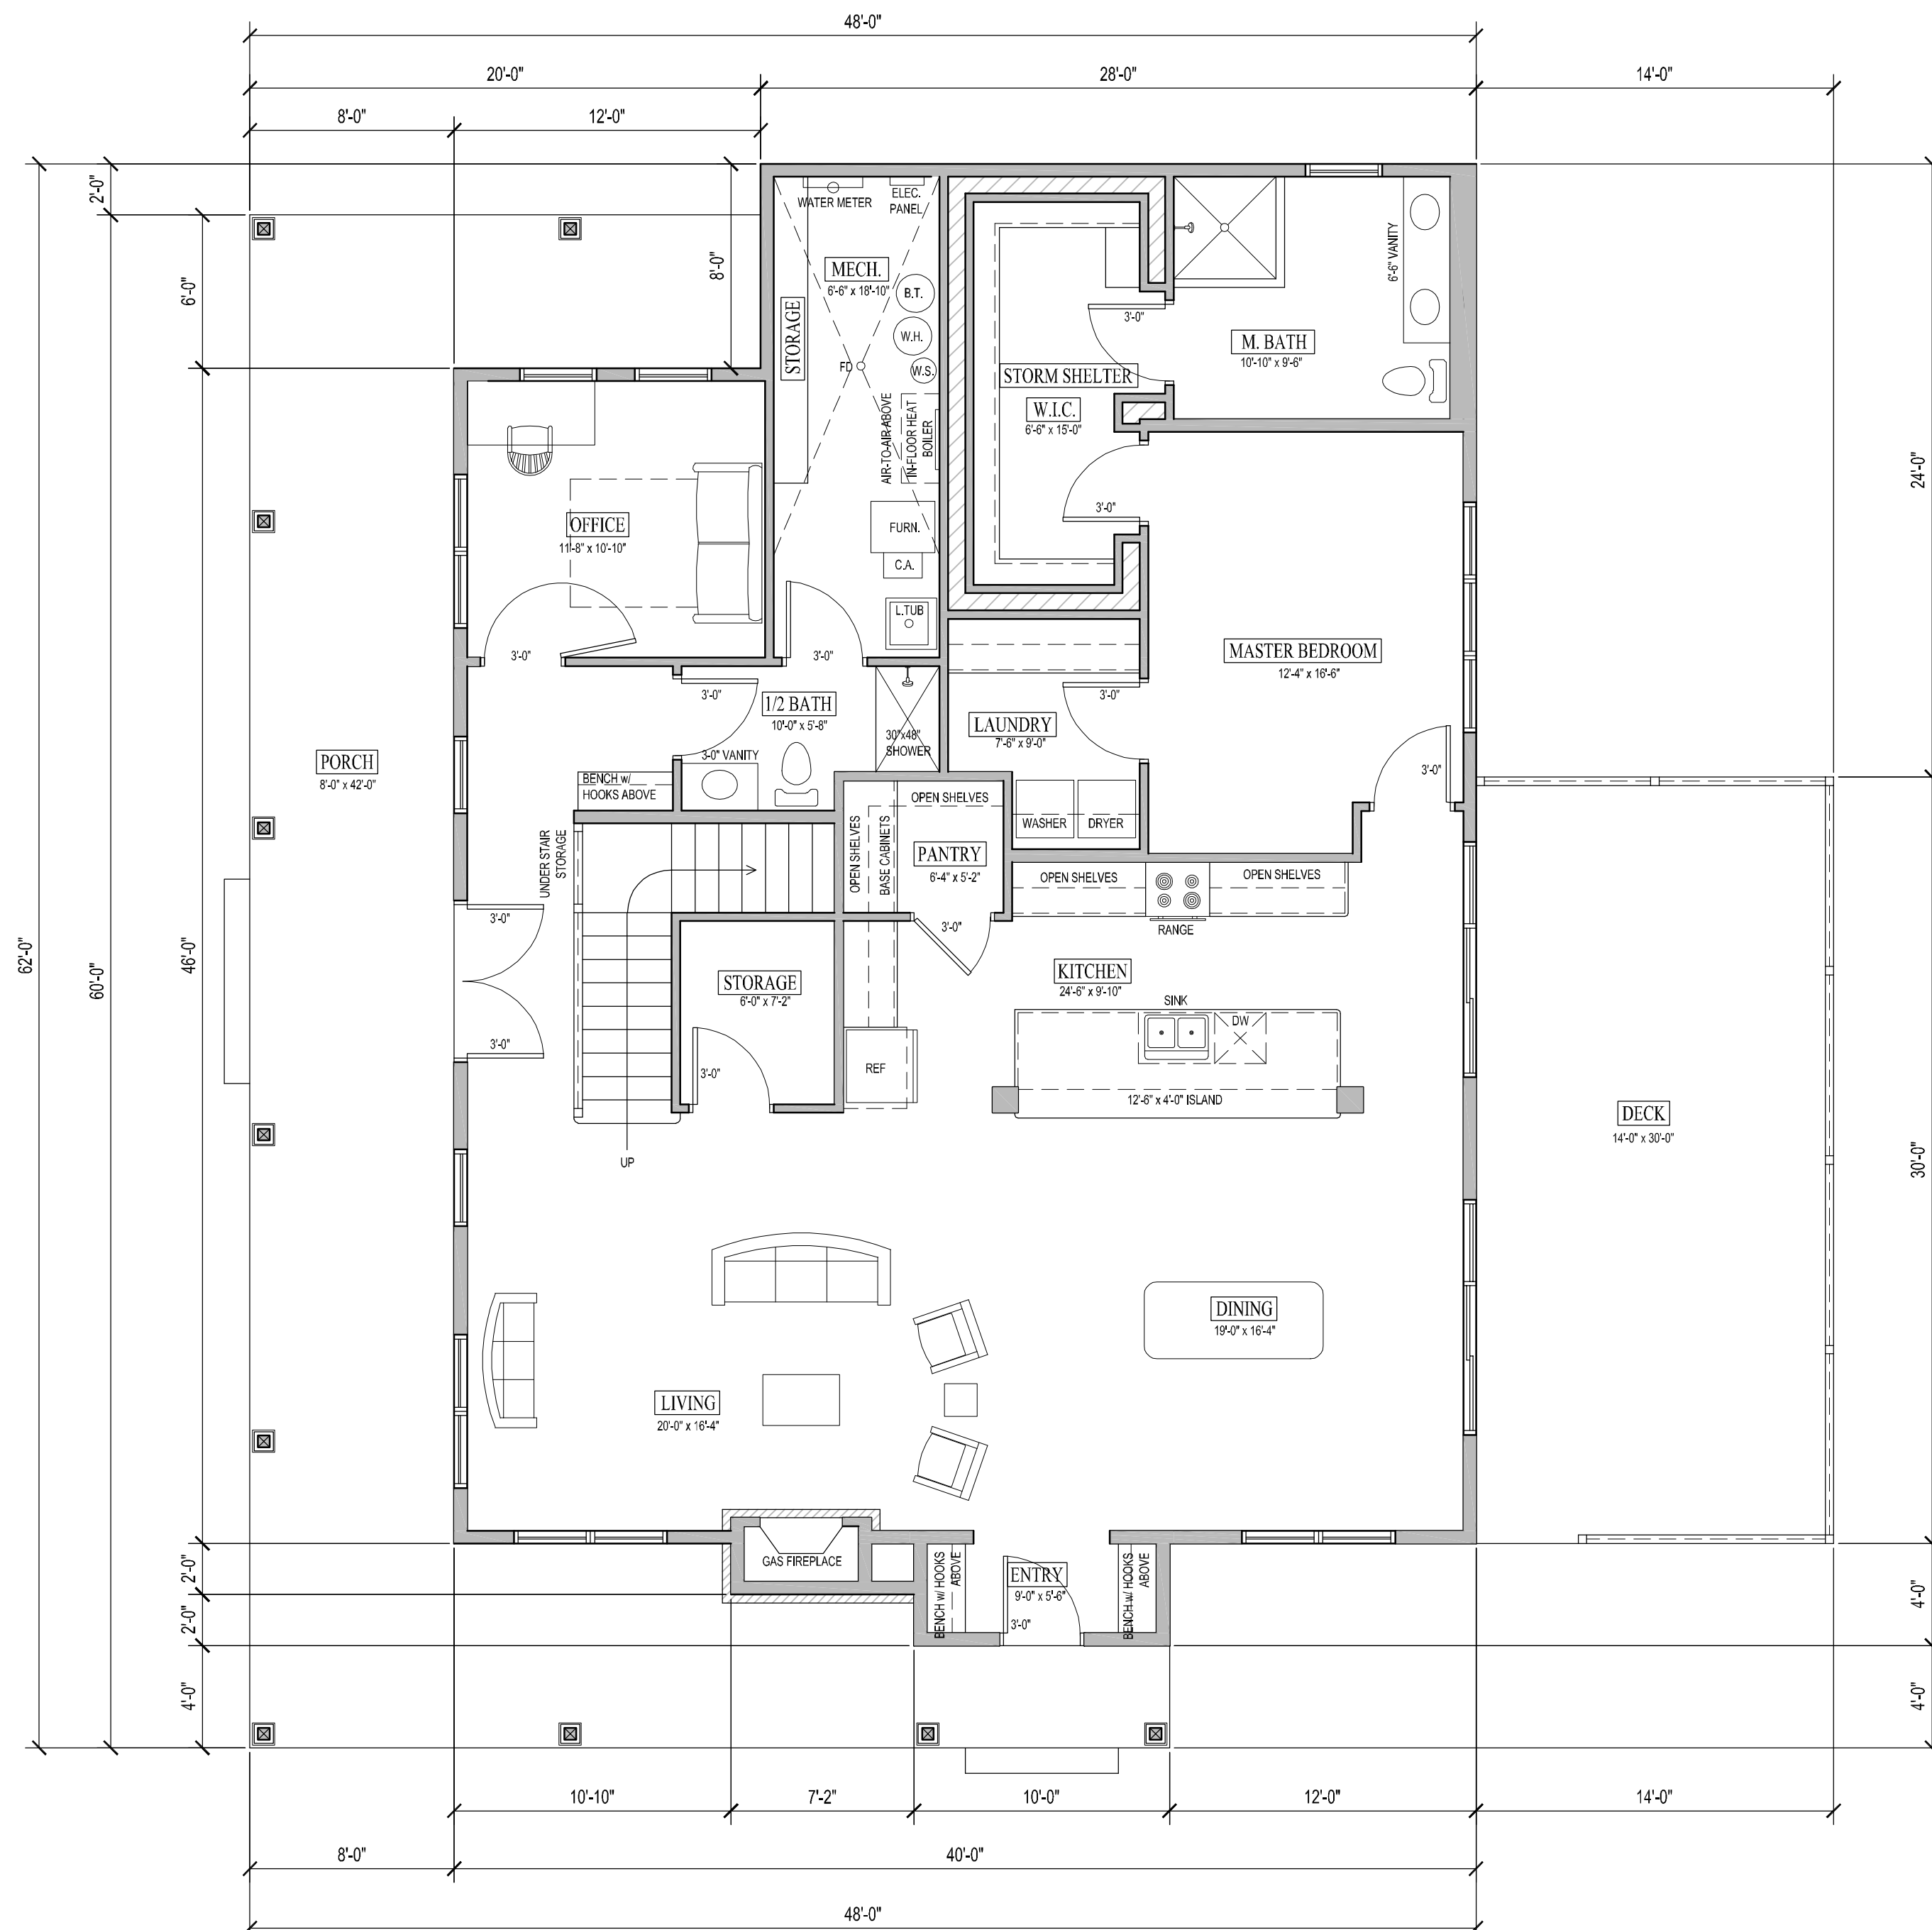 48'-0"
20'-0"
28'-0"
14'-0"
8'-0"
12'-0"
2'-0"
6'-0"
8'-0"
62'-0"
60'-0"
46'-0"
24'-0"
30'-0"
WATER METER
ELEC.
PANEL
MECH.
6'-6" x 18'-10"
STORAGE
B.T.
W.H.
W.S.
FD
AIR-TO-AIR ABOVE
IN-FLOOR HEAT
BOILER
FURN.
C.A.
L.TUB
3'-0"
STORM SHELTER
W.I.C.
6'-6" x 15'-0"
3'-0"
3'-0"
M. BATH
10'-10" x 9'-6"
6'-6" VANITY
OFFICE
11'-8" x 10'-10"
3'-0"
MASTER BEDROOM
12'-4" x 16'-6"
3'-0"
1/2 BATH
10'-0" x 5'-8"
3'-0"
3-0" VANITY
30"x48"
SHOWER
LAUNDRY
7'-6" x 9'-0"
3'-0"
WASHER
DRYER
PORCH
8'-0" x 42'-0"
BENCH w/
HOOKS ABOVE
UNDER STAIR
STORAGE
OPEN SHELVES
OPEN SHELVES
BASE CABINETS
PANTRY
6'-4" x 5'-2"
3'-0"
OPEN SHELVES
OPEN SHELVES
RANGE
3'-0"
3'-0"
STORAGE
6'-0" x 7'-2"
3'-0"
UP
REF
KITCHEN
24'-6" x 9'-10"
SINK
DW
12'-6" x 4'-0" ISLAND
DECK
14'-0" x 30'-0"
DINING
19'-0" x 16'-4"
LIVING
20'-0" x 16'-4"
GAS FIREPLACE
BENCH w/ HOOKS
ABOVE
ENTRY
9'-0" x 5'-6"
3'-0"
BENCH w/ HOOKS
ABOVE
2'-0"
2'-0"
4'-0"
4'-0"
4'-0"
10'-10"
7'-2"
10'-0"
12'-0"
14'-0"
8'-0"
40'-0"
48'-0"